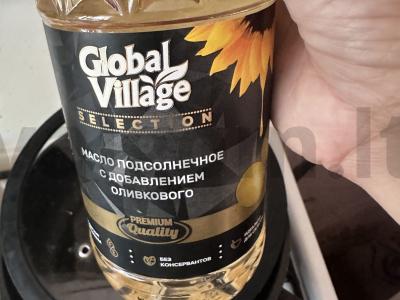 Global
Village
SELECTION
МАСЛО ПОДСОЛНЕЧНОЕ
С ДОБАВЛЕНИЕМ
ОЛИВКОВОГО
PREMIUM
Quality
БЕЗ
КОНСЕРВАНТОВ